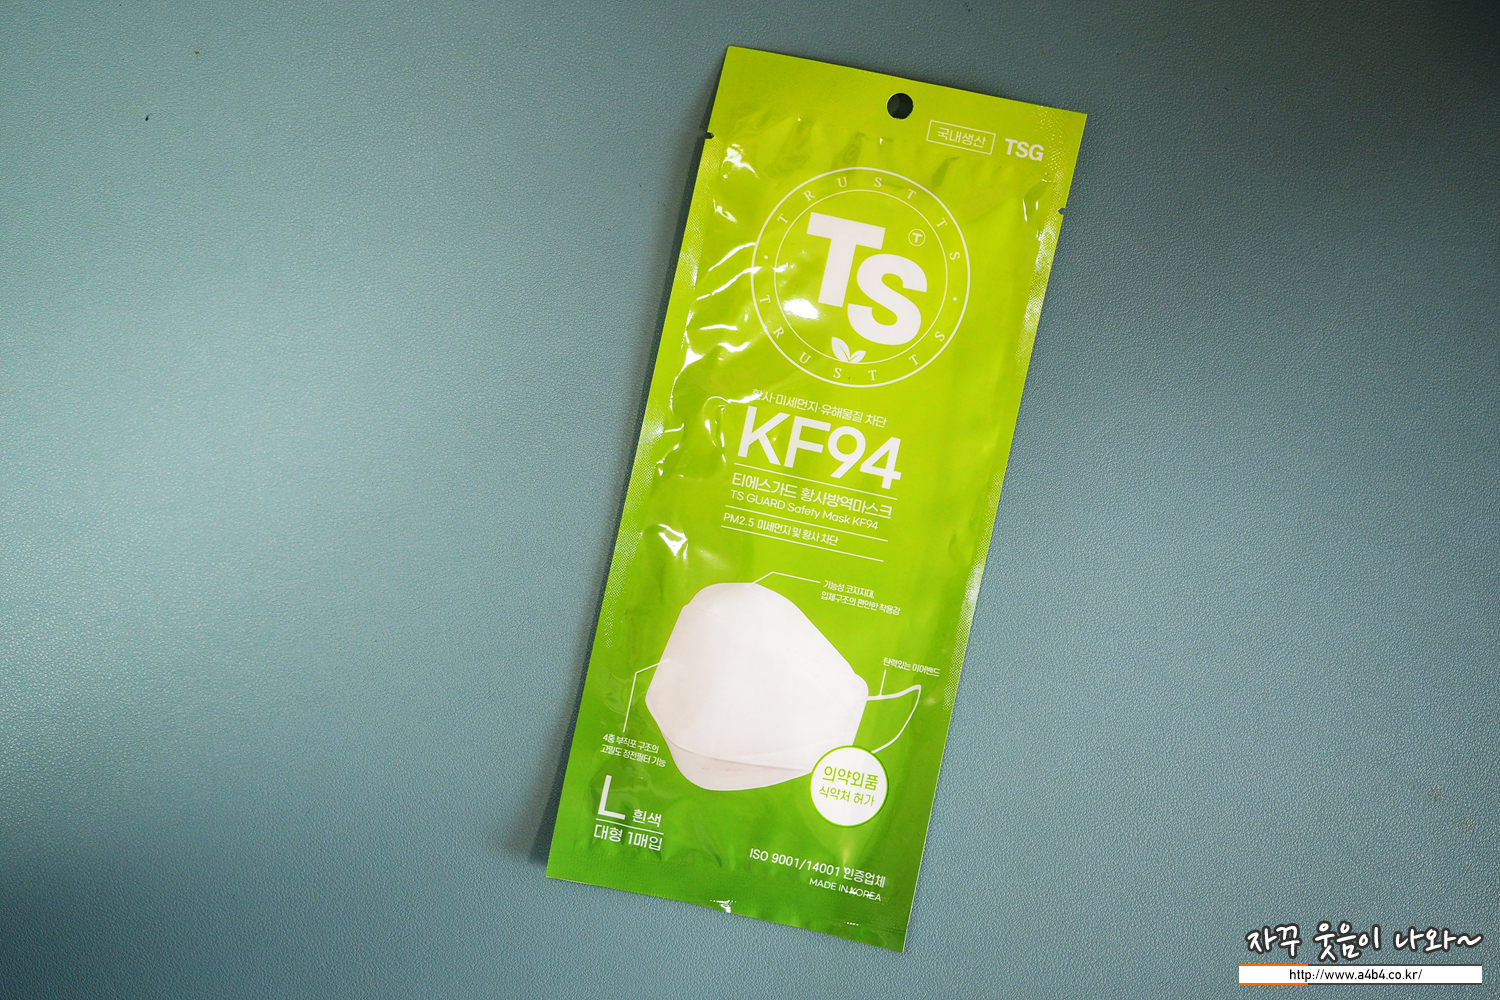 국내생산 TSG
TRUST TS
TS
T
TRUST TS
황사·미세먼지·유해물질 차단
KF94
티에스가드 황사방역마스크
TS GUARD Safety Mask KF94
PM2.5 미세먼지 및 황사 차단
기능성 코지지대,
입체구조의 편안한 착용감
탄력있는 이어밴드
4중 부직포 구조의
고밀도 정전필터 기능
의약외품
식약처 허가
L 흰색
대형 1매입
ISO 9001/14001 인증업체
MADE IN KOREA
자꾸 웃음이 나와~
http://www.a4b4.co.kr/